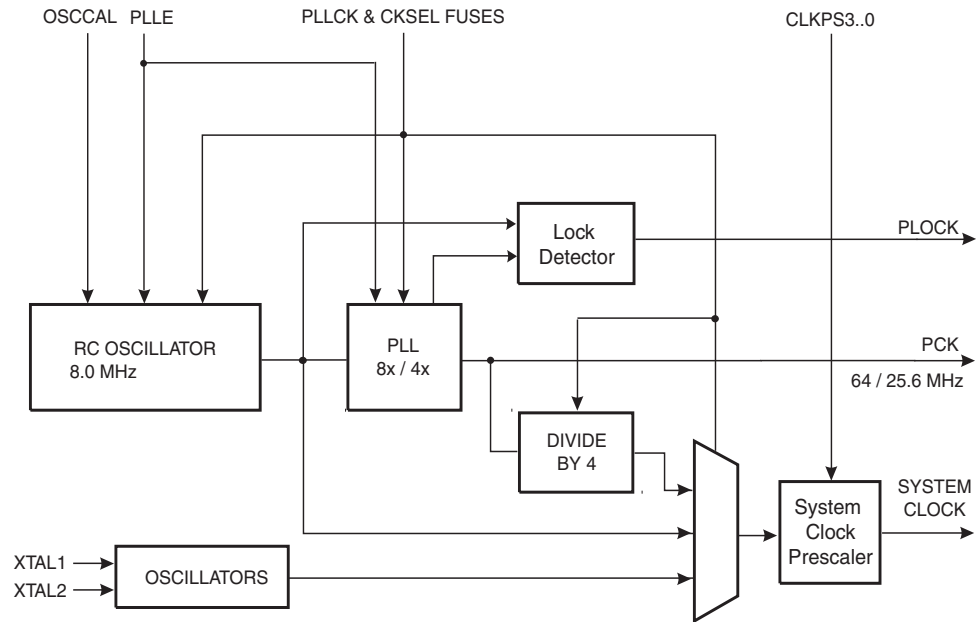 OSCCAL PLLE PLLCK & CKSEL FUSES CLKPS3..0
Lock
Detector
PLOCK
RC OSCILLATOR
8.0 MHz
PLL
8x / 4x
PCK
64 / 25.6 MHz
DIVIDE
BY 4
System
Clock
Prescaler
SYSTEM
CLOCK
XTAL1
XTAL2
OSCILLATORS